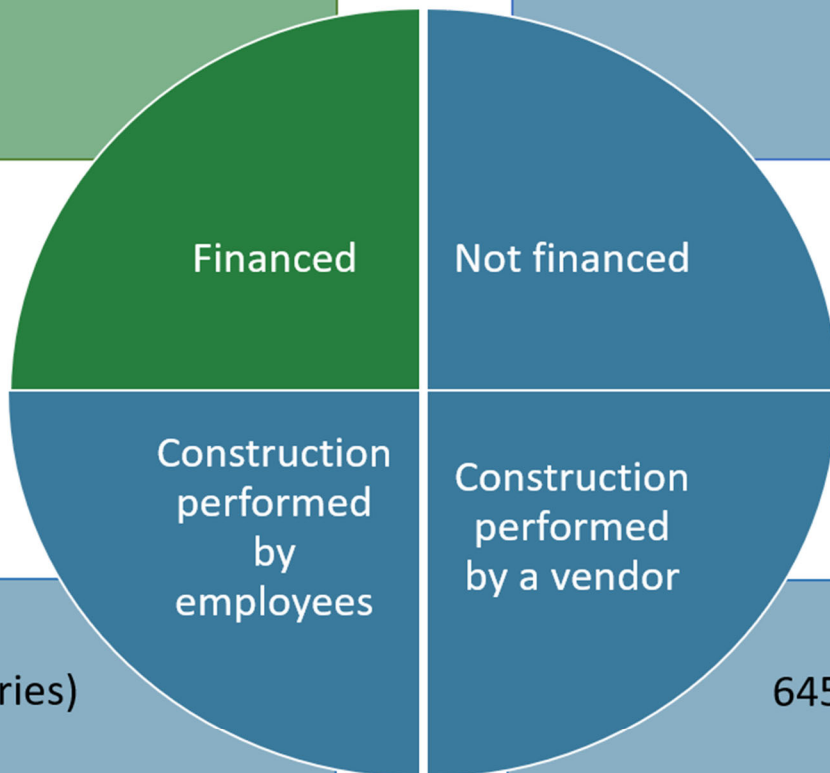 Financed
Not financed
Construction
performed
by
employees
Construction
performed
by a vendor
ries)
645